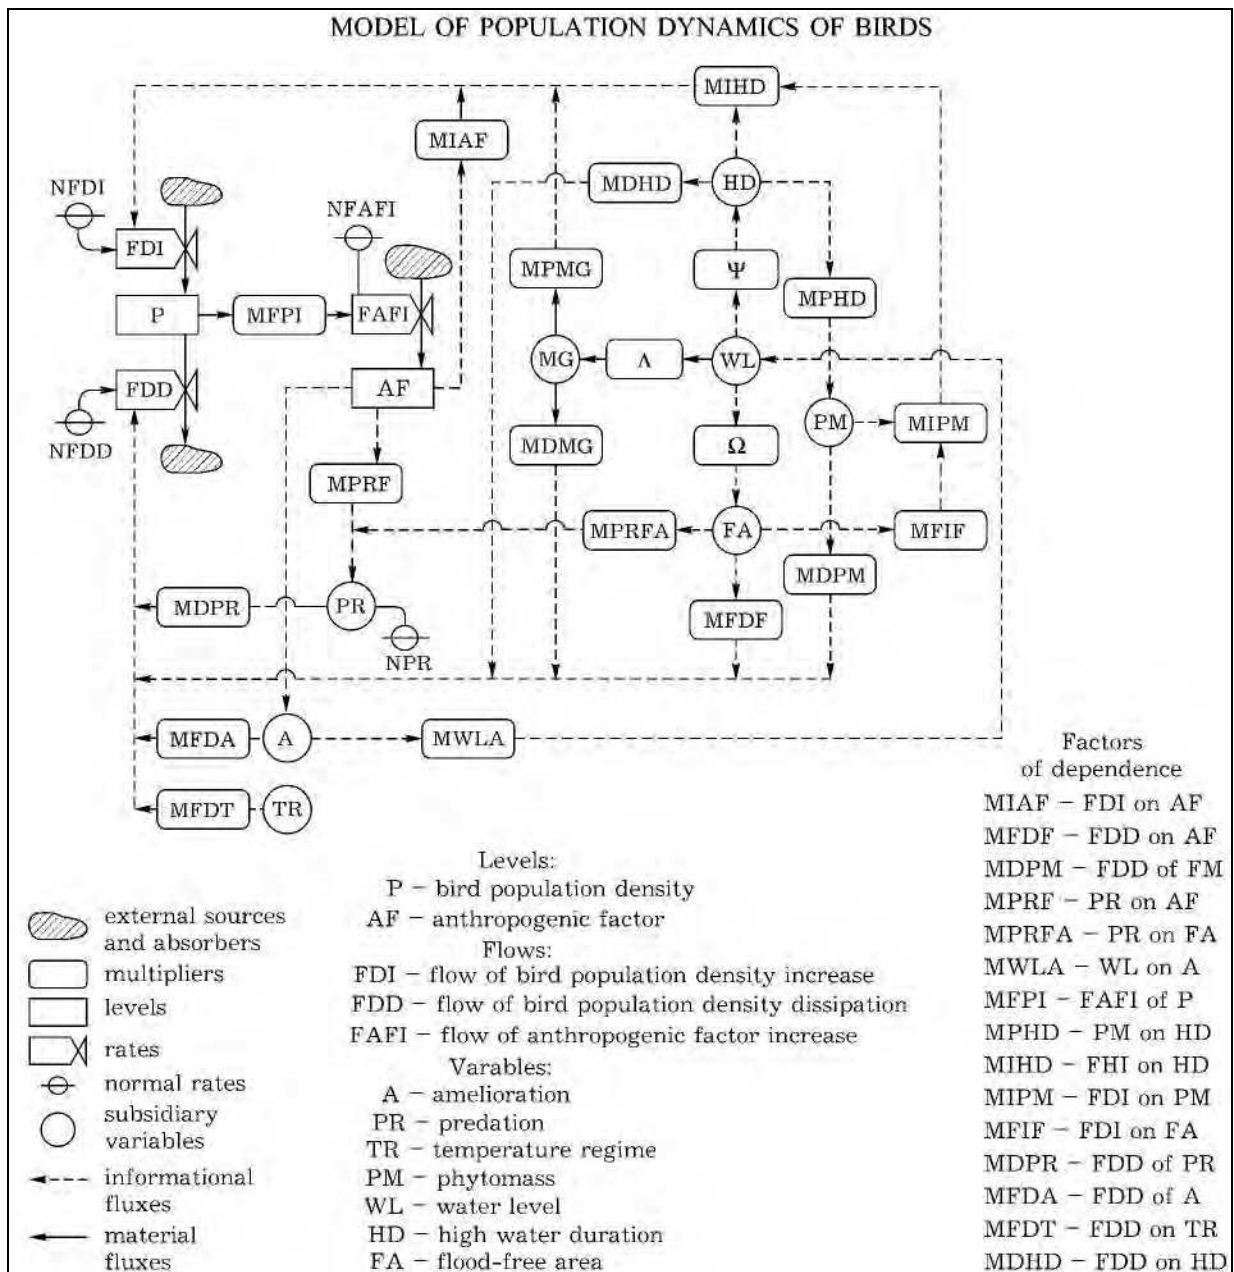 MODEL OF POPULATION DYNAMICS OF BIRDS
MIHD
MIAF
NFDI
MDHD
HD
NFAFI
FDI
MPMG
Ψ
MPHD
P
MFPI
FAFI
MG
Λ
WL
FDD
AF
PM
MIPM
NFDD
MDMG
Ω
MPRF
MPRFA
FA
MFIF
MDPM
MDPR
PR
MFDF
NPR
MFDA
A
MWLA
MFDT
TR
Factors
of dependence
MIAF – FDI on AF
MFDF – FDD on AF
MDPM – FDD of FM
MPRF – PR on AF
MPRFA – PR on FA
MWLA – WL on A
MFPI – FAFI of P
MPHD – PM on HD
MIHD – FHI on HD
MIPM – FDI on PM
MFIF – FDI on FA
MDPR – FDD of PR
MFDA – FDD of A
MFDT – FDD on TR
MDHD – FDD on HD
Levels:
P – bird population density
AF – anthropogenic factor
Flows:
FDI – flow of bird population density increase
FDD – flow of bird population density dissipation
FAFI – flow of anthropogenic factor increase
Varables:
A – amelioration
PR – predation
TR – temperature regime
PM – phytomass
WL – water level
HD – high water duration
FA – flood-free area
external sources
and absorbers
multipliers
levels
rates
normal rates
subsidiary
variables
informational
fluxes
material
fluxes